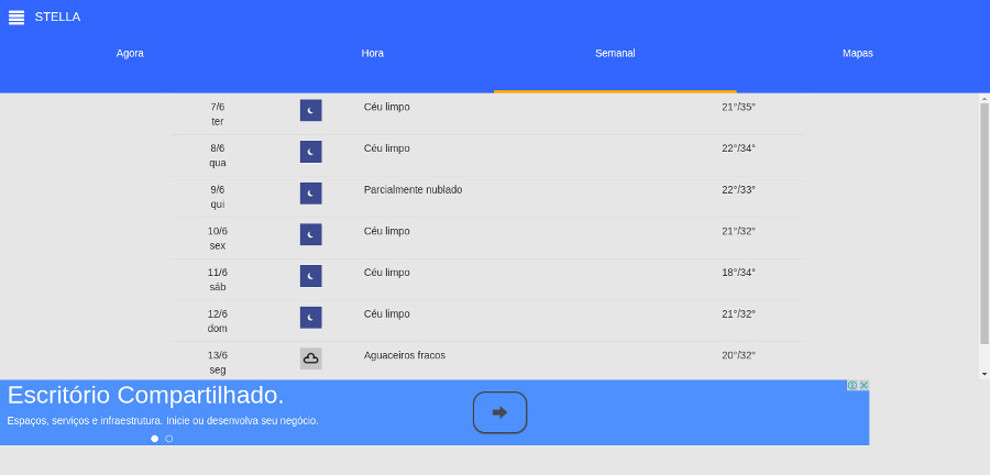 STELLA
Agora Hora Semanal Mapas
7/6 Céu limpo 21°/35°
ter
8/6 Céu limpo 22°/34°
qua
9/6 Parcialmente nublado 22°/33°
qui
10/6 Céu limpo 21°/32°
sex
11/6 Céu limpo 18°/34°
sáb
12/6 Céu limpo 21°/32°
dom
13/6 Aguaceiros fracos 20°/32°
seg
Escritório Compartilhado.
Espaços, serviços e infraestrutura. Inicie ou desenvolva seu negócio.